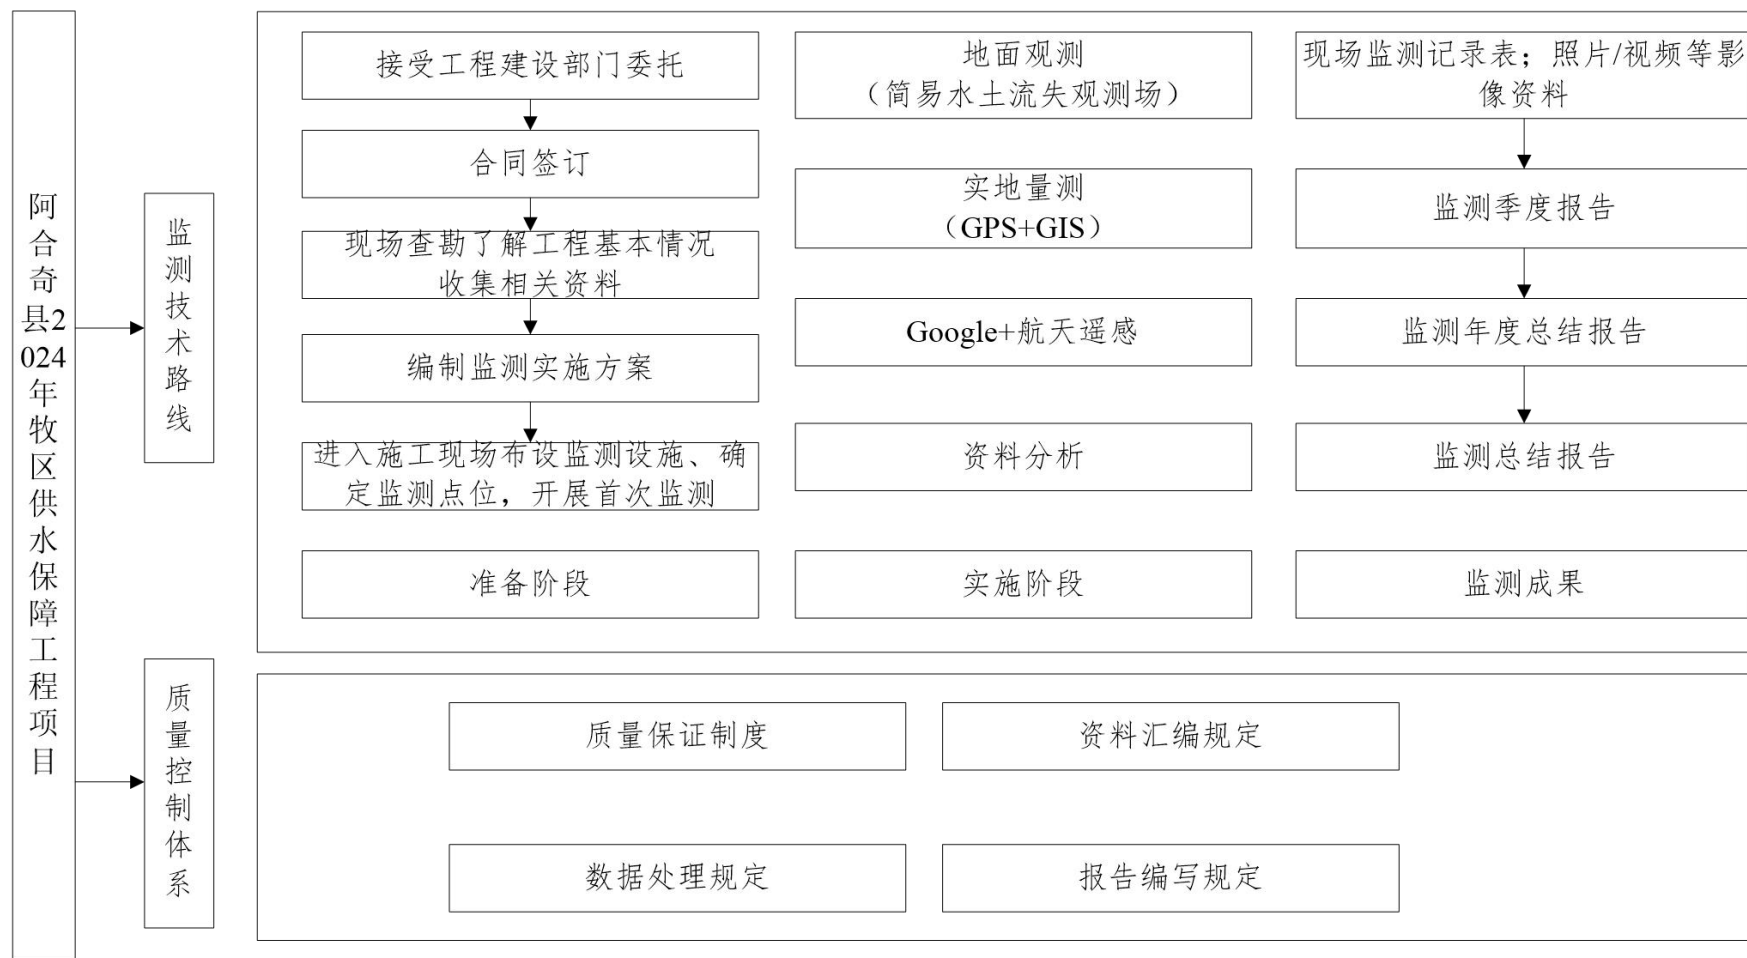 阿合奇县2024年牧区供水保障工程项目
监测技术路线
接受工程建设部门委托
合同签订
现场查勘了解工程基本情况
收集相关资料
编制监测实施方案
进入施工现场布设监测设施、确
定监测点位，开展首次监测
准备阶段
地面观测
（简易水土流失观测场）
实地量测
（GPS+GIS）
Google+航天遥感
资料分析
实施阶段
现场监测记录表；照片/视频等影
像资料
监测季度报告
监测年度总结报告
监测总结报告
监测成果
质量控制体系
质量保证制度
资料汇编规定
数据处理规定
报告编写规定